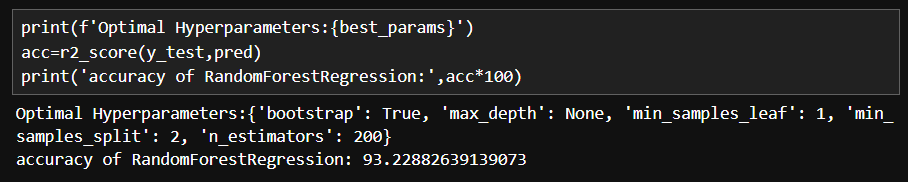 print(f'Optimal Hyperparameters:{best_params}')
acc=r2_score(y_test,pred)
print('accuracy of RandomForestRegression:',acc*100)
Optimal Hyperparameters:{'bootstrap': True, 'max_depth': None, 'min_samples_leaf': 1, 'min_
samples_split': 2, 'n_estimators': 200}
accuracy of RandomForestRegression: 93.22882639139073